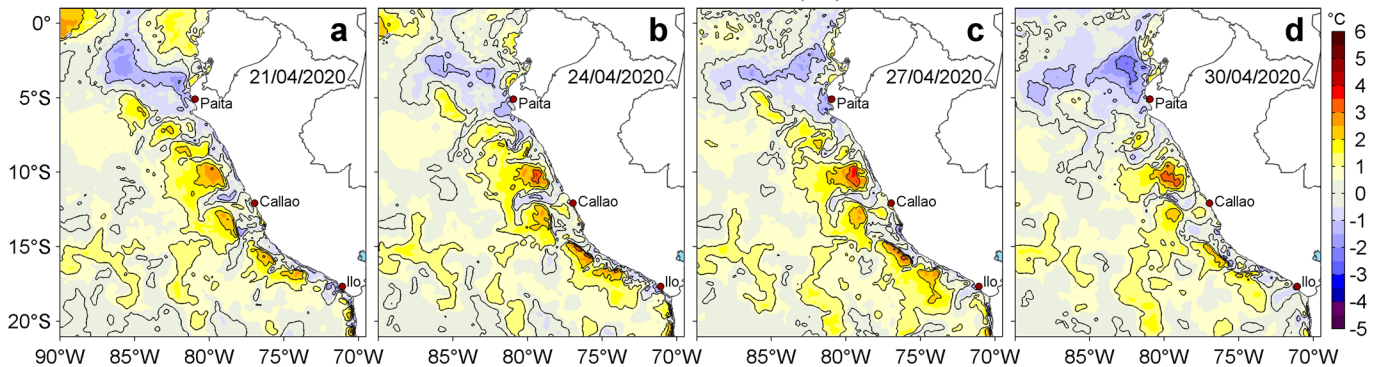 a
b
c
d
°C
21/04/2020
24/04/2020
27/04/2020
30/04/2020
Paita
Callao
Ilo
Paita
Callao
Ilo
Paita
Callao
Ilo
Paita
Callao
Ilo
0°
5°S
10°S
15°S
20°S
90°W 85°W 80°W 75°W 70°W
85°W 80°W 75°W 70°W
85°W 80°W 75°W 70°W
85°W 80°W 75°W 70°W
6
5
4
3
2
1
0
-1
-2
-3
-4
-5